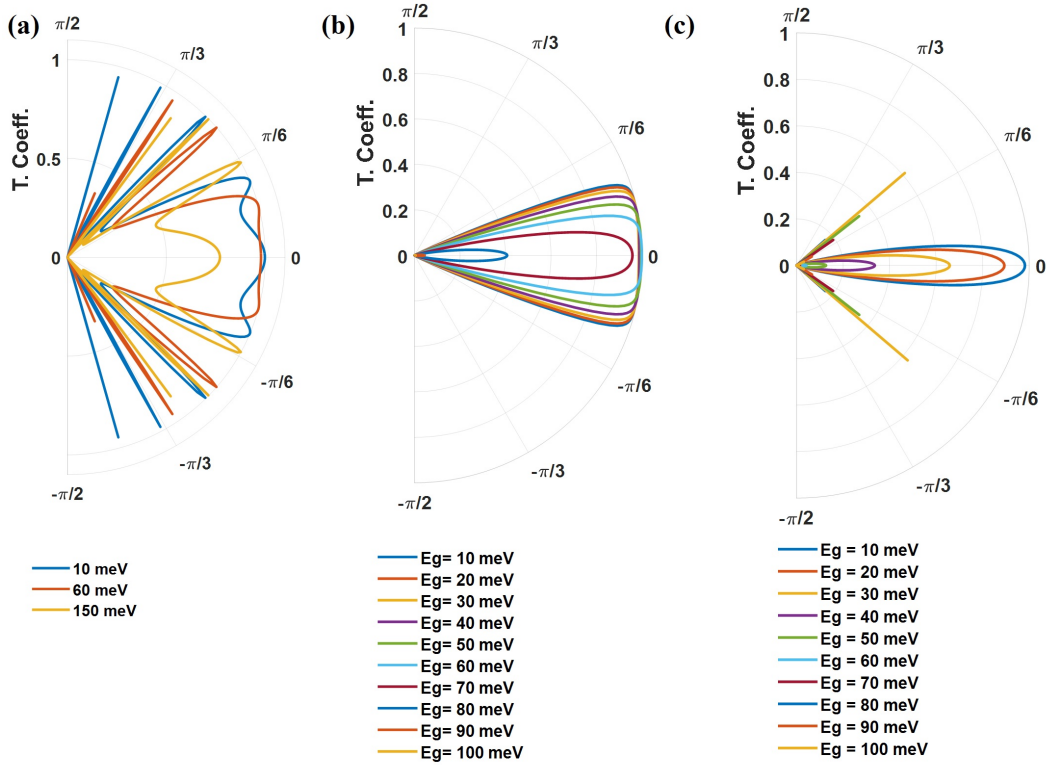 (a)
π/2
π/3
1
T. Coeff.
π/6
0.5
0
0
-π/6
-π/3
-π/2
10 meV
60 meV
150 meV
(b)
π/2
1
π/3
0.8
T. Coeff.
0.6
π/6
0.4
0.2
0
0
-π/6
-π/3
-π/2
Eg= 10 meV
Eg= 20 meV
Eg= 30 meV
Eg= 40 meV
Eg= 50 meV
Eg= 60 meV
Eg= 70 meV
Eg= 80 meV
Eg= 90 meV
Eg= 100 meV
(c)
π/2
1
π/3
0.8
T. Coeff.
0.6
π/6
0.4
0.2
0
0
-π/6
-π/3
-π/2
Eg = 10 meV
Eg = 20 meV
Eg = 30 meV
Eg = 40 meV
Eg = 50 meV
Eg = 60 meV
Eg = 70 meV
Eg = 80 meV
Eg = 90 meV
Eg = 100 meV